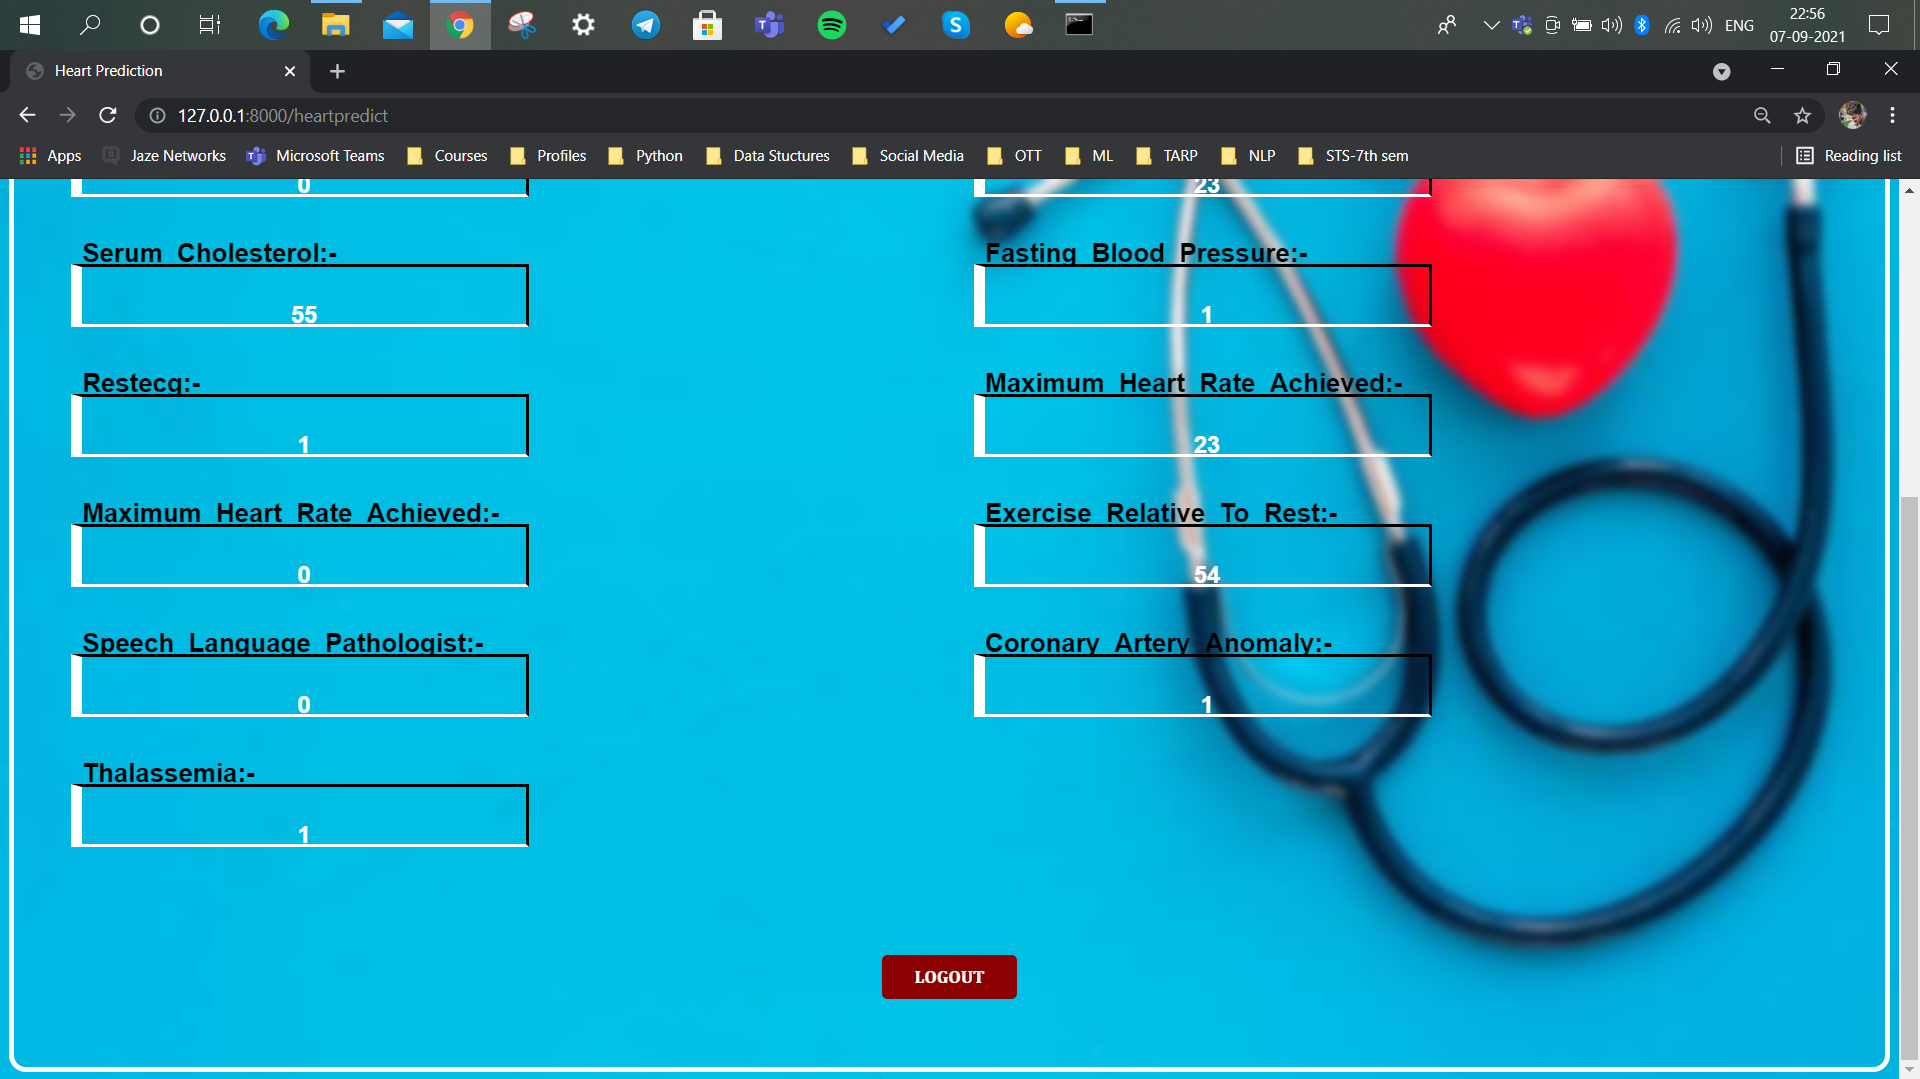 ENG
22:56
07-09-2021
Heart Prediction
127.0.0.1:8000/heartpredict
Apps
Jaze Networks
Microsoft Teams
Courses
Profiles
Python
Data Stuctures
Social Media
OTT
ML
TARP
NLP
STS-7th sem
Reading list
0
23
Serum Cholesterol:-
Fasting Blood Pressure:-
55
1
Restecg:-
Maximum Heart Rate Achieved:-
1
23
Maximum Heart Rate Achieved:-
Exercise Relative To Rest:-
0
54
Speech Language Pathologist:-
Coronary Artery Anomaly:-
0
1
Thalassemia:-
1
LOGOUT